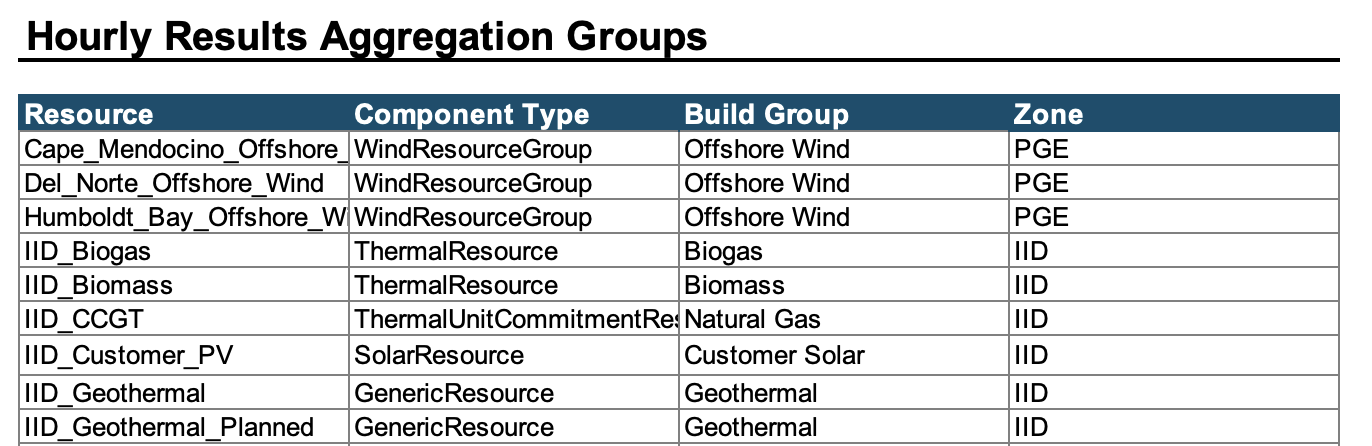 Hourly Results Aggregation Groups
Resource Component Type Build Group Zone
Cape_Mendocino_Offshore_ WindResourceGroup Offshore Wind PGE
Del_Norte_Offshore_Wind WindResourceGroup Offshore Wind PGE
Humboldt_Bay_Offshore_Wi WindResourceGroup Offshore Wind PGE
IID_Biogas ThermalResource Biogas IID
IID_Biomass ThermalResource Biomass IID
IID_CCGT ThermalUnitCommitmentRes Natural Gas IID
IID_Customer_PV SolarResource Customer Solar IID
IID_Geothermal GenericResource Geothermal IID
IID_Geothermal_Planned GenericResource Geothermal IID